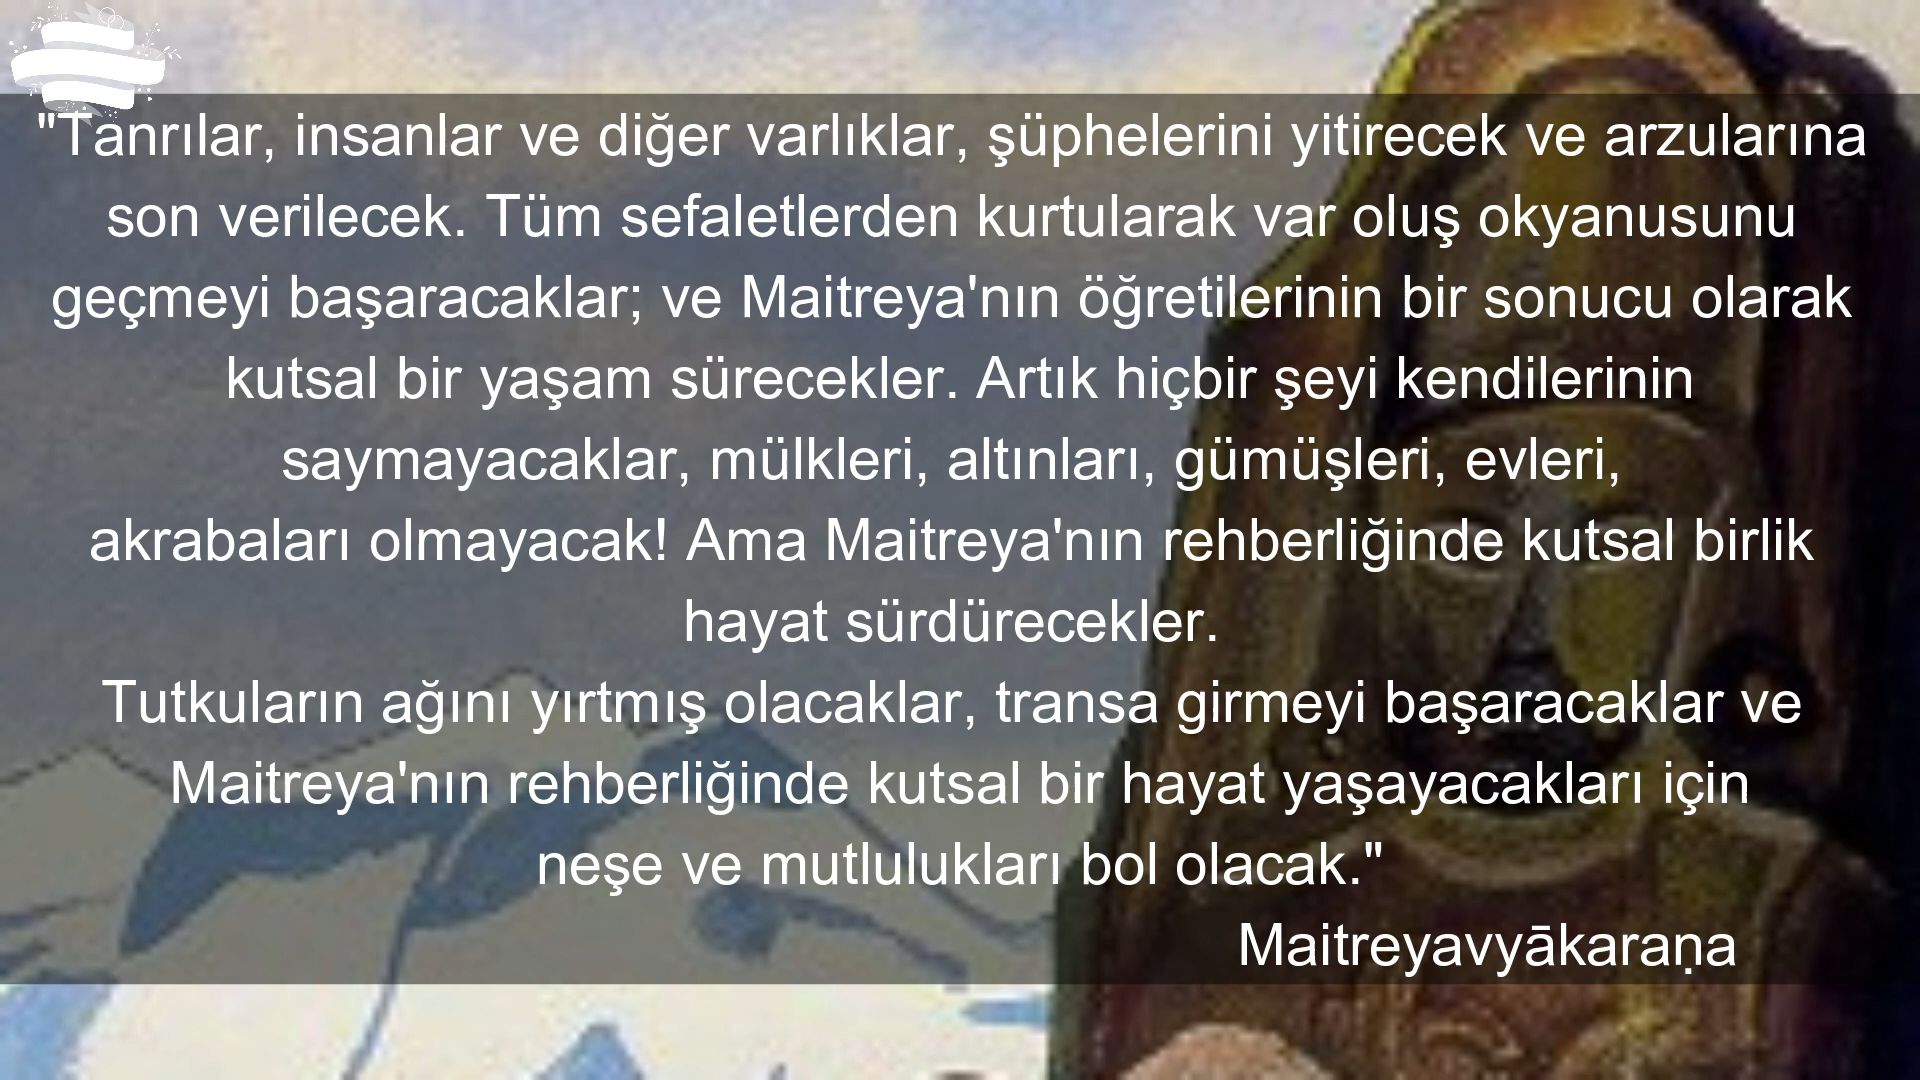 "Tanrılar, insanlar ve diğer varlıklar, şüphelerini yitirecek ve arzularına
son verilecek. Tüm sefaletlerden kurtularak var oluş okyanusunu
geçmeyi başaracaklar; ve Maitreya'nın öğretilerinin bir sonucu olarak
kutsal bir yaşam sürecekler. Artık hiçbir şeyi kendilerinin
saymayacaklar, mülkleri, altınları, gümüşleri, evleri,
akrabaları olmayacak! Ama Maitreya'nın rehberliğinde kutsal birlik
hayat sürdürecekler.
Tutkuların ağını yırtmış olacaklar, transa girmeyi başaracaklar ve
Maitreya'nın rehberliğinde kutsal bir hayat yaşayacakları için
neşe ve mutlulukları bol olacak."
Maitreyavyākaraṇa